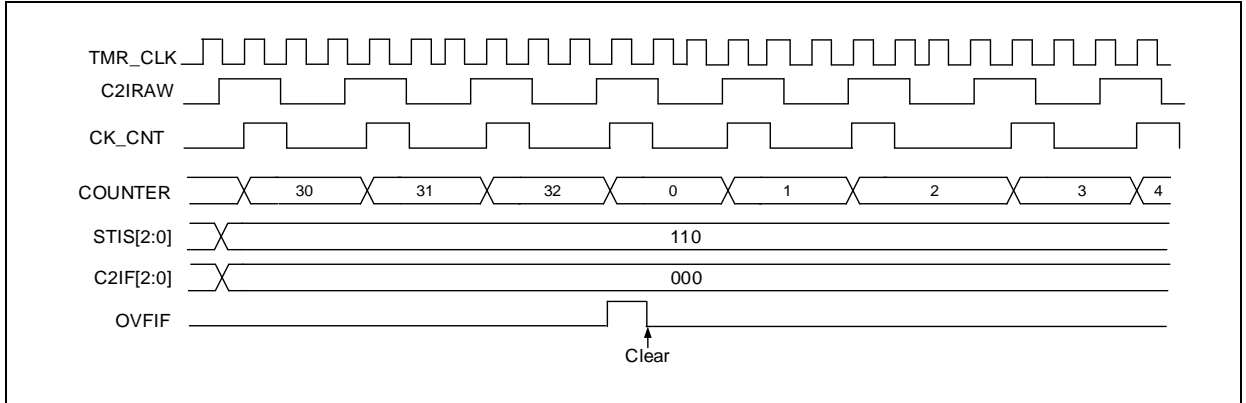 TMR_CLK
C2IRAW
CK_CNT
COUNTER 30 31 32 0 1 2 3 4
STIS[2:0] 110
C2IF[2:0] 000
OVFIF
Clear